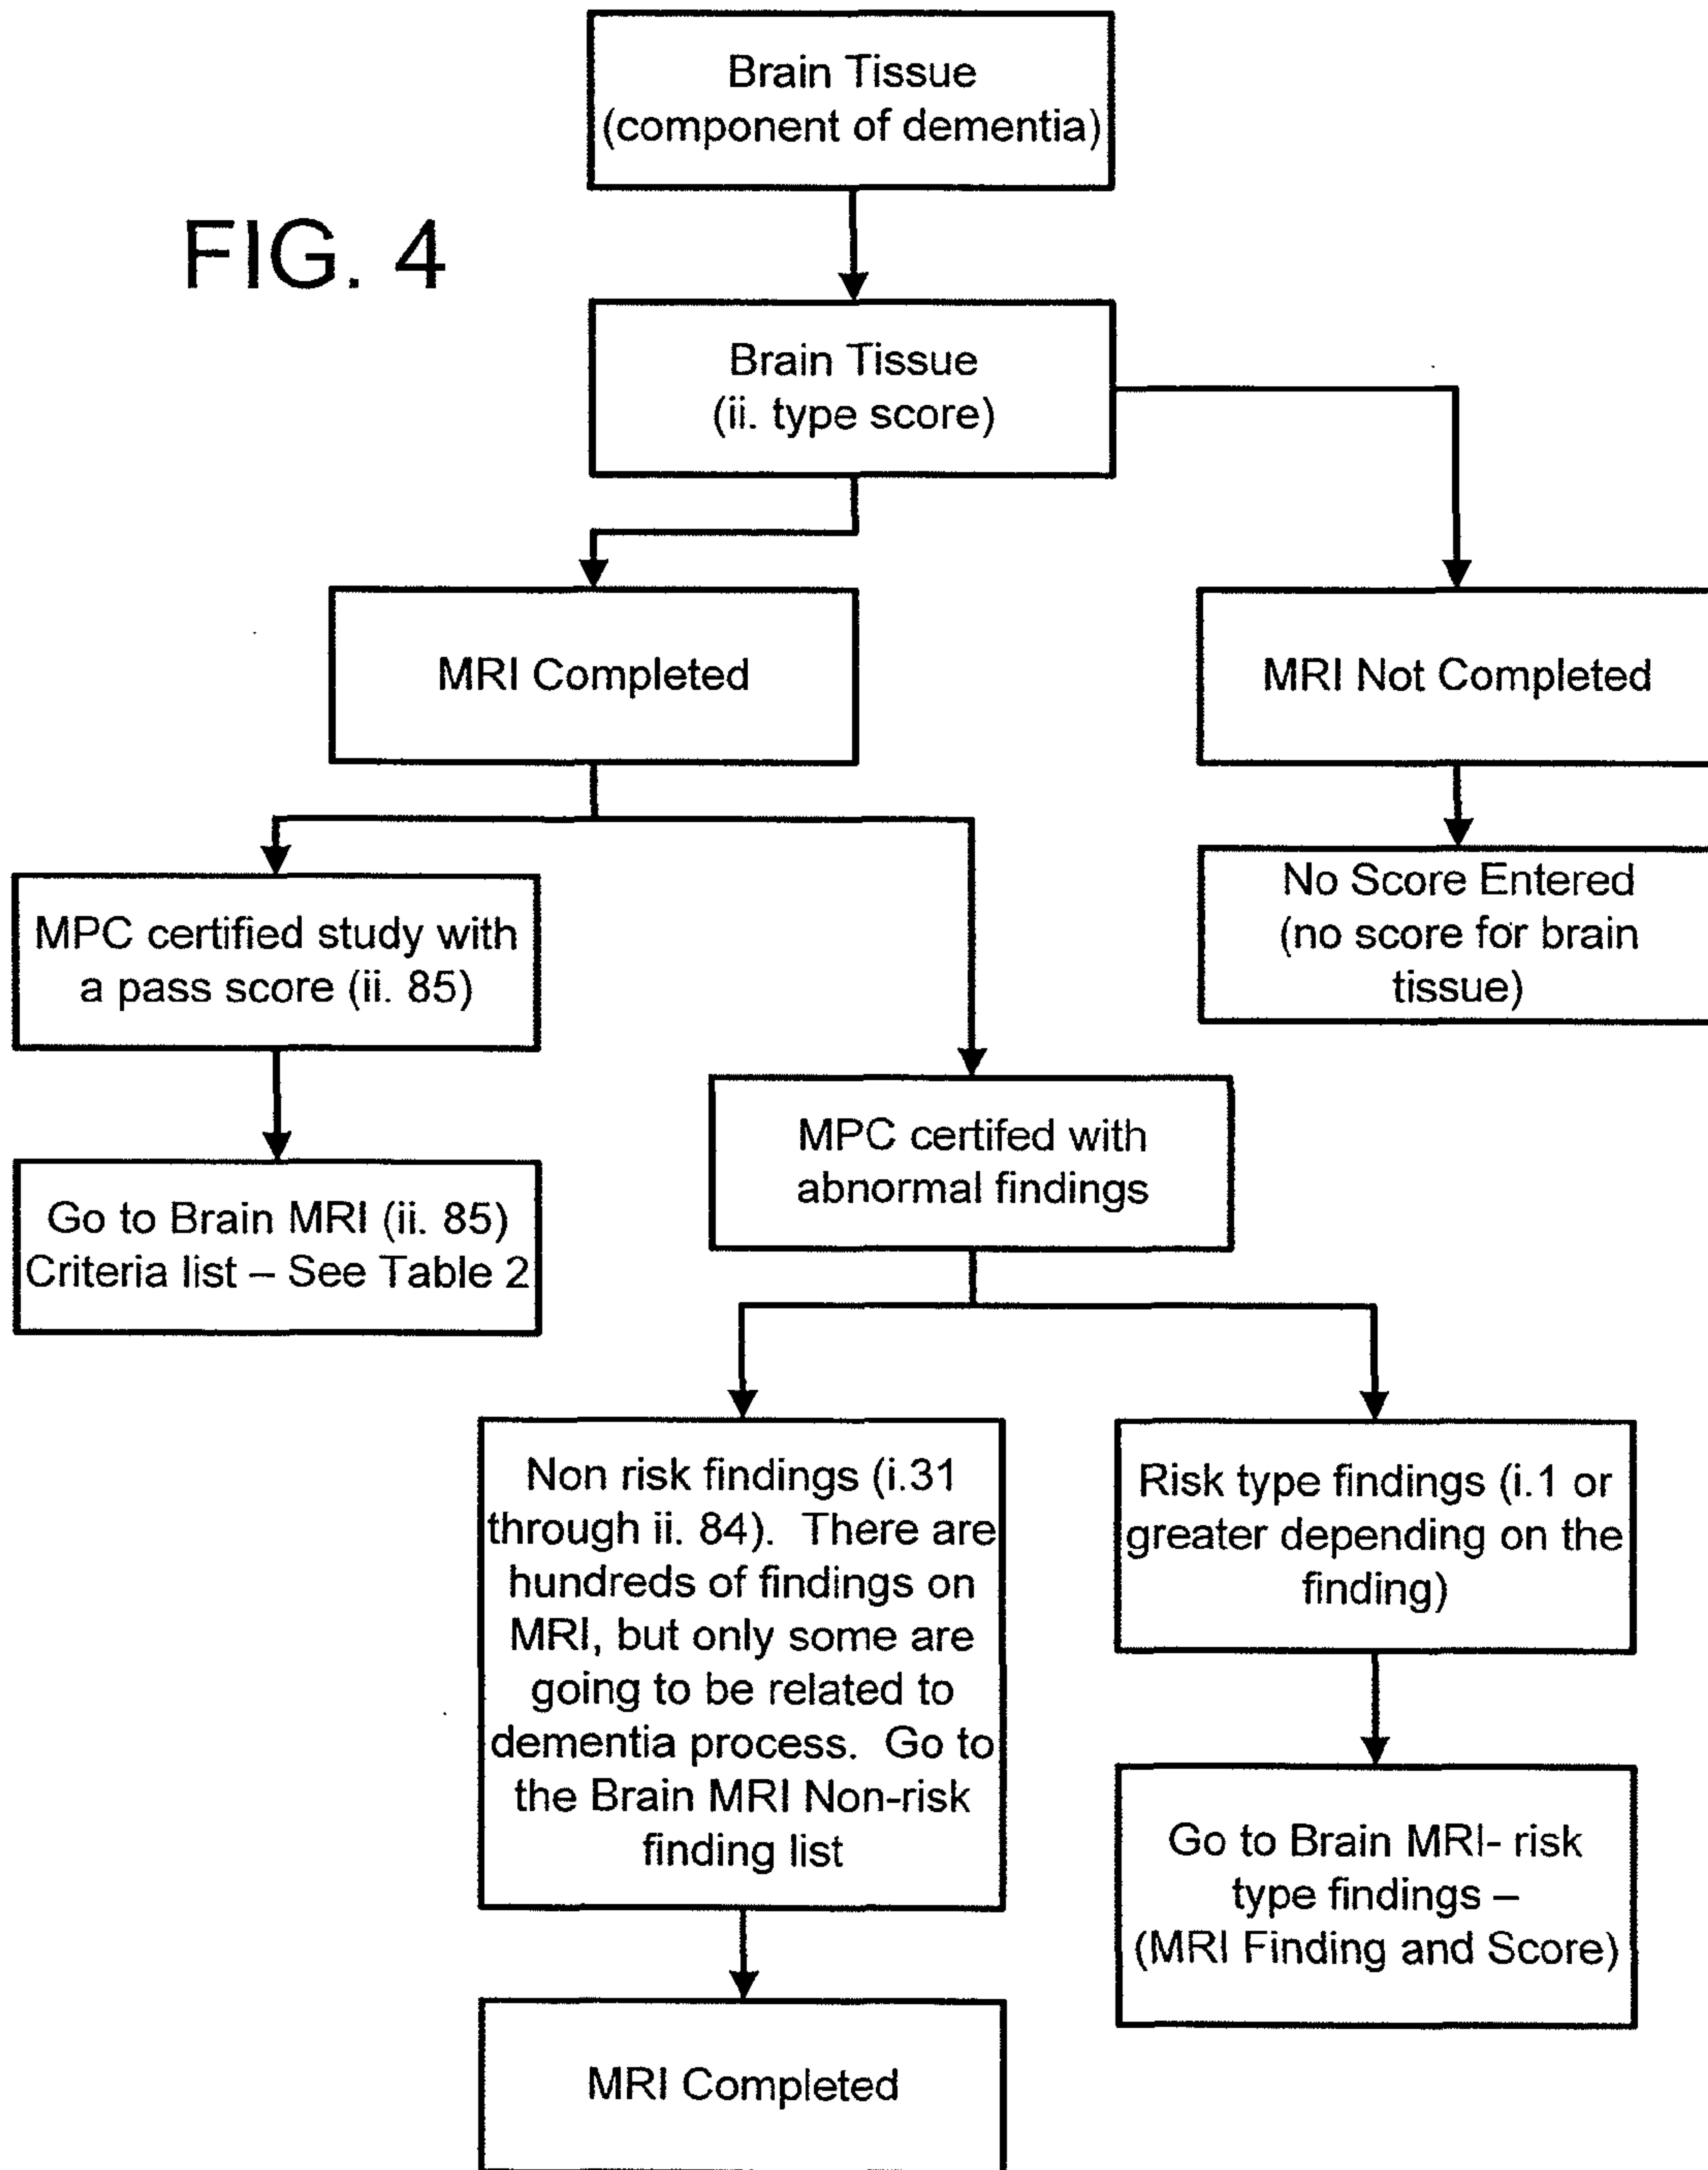 Brain Tissue
(component of dementia)
FIG. 4
Brain Tissue
(ii. type score)
MRI Completed
MRI Not Completed
MPC certified study with
a pass score (ii. 85)
No Score Entered
(no score for brain
tissue)
Go to Brain MRI (ii. 85)
Criteria list – See Table 2
MPC certifed with
abnormal findings
Non risk findings (i.31
through ii. 84). There are
hundreds of findings on
MRI, but only some are
going to be related to
dementia process. Go to
the Brain MRI Non-risk
finding list
Risk type findings (i.1 or
greater depending on the
finding)
Go to Brain MRI- risk
type findings –
(MRI Finding and Score)
MRI Completed